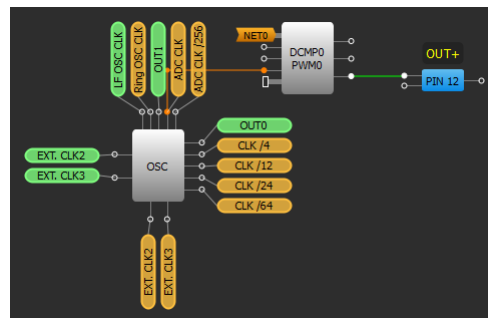 LF OSC CLK
Ring OSC CLK
OUT1
ADC CLK
ADC CLK /256
NET0
DCMP0
PWM0
OUT+
PIN 12
OUT0
CLK /4
CLK /12
CLK /24
CLK /64
EXT. CLK2
EXT. CLK3
OSC
EXT. CLK2
EXT. CLK3